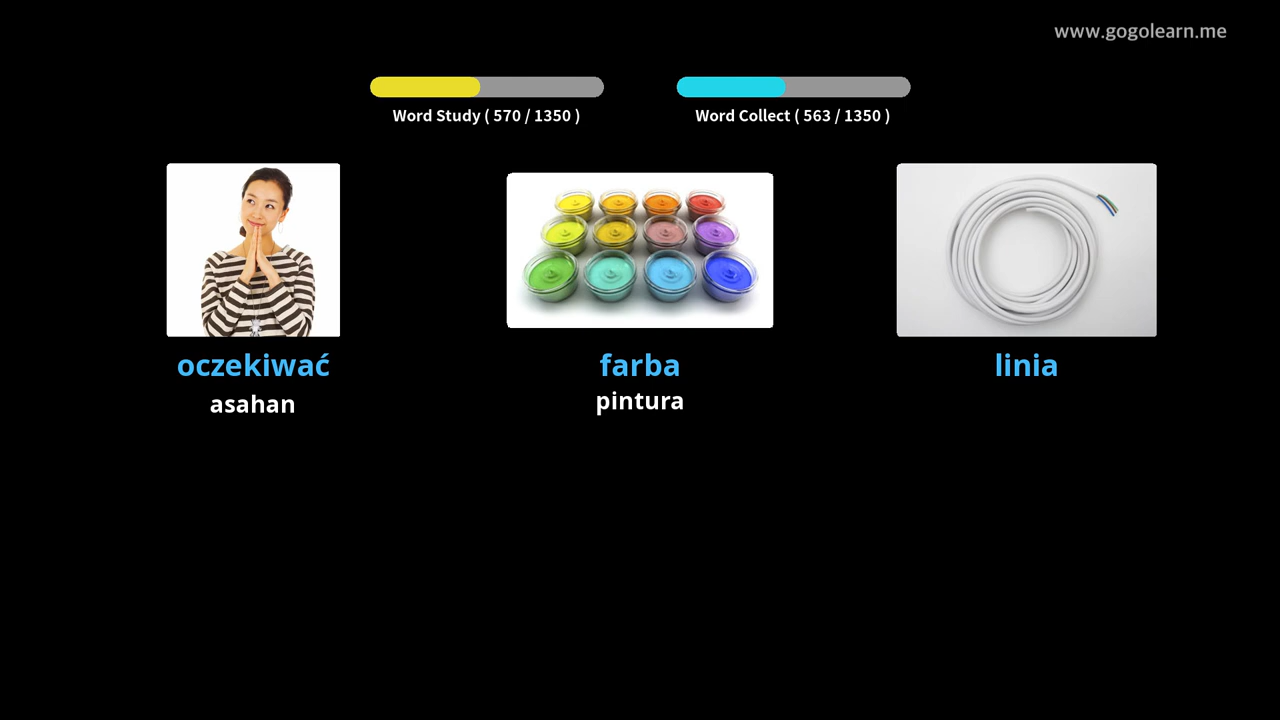 www.gogolearn.me
Word Study ( 570 / 1350 )
Word Collect ( 563 / 1350 )
oczekiwać
asahan
farba
pintura
linia